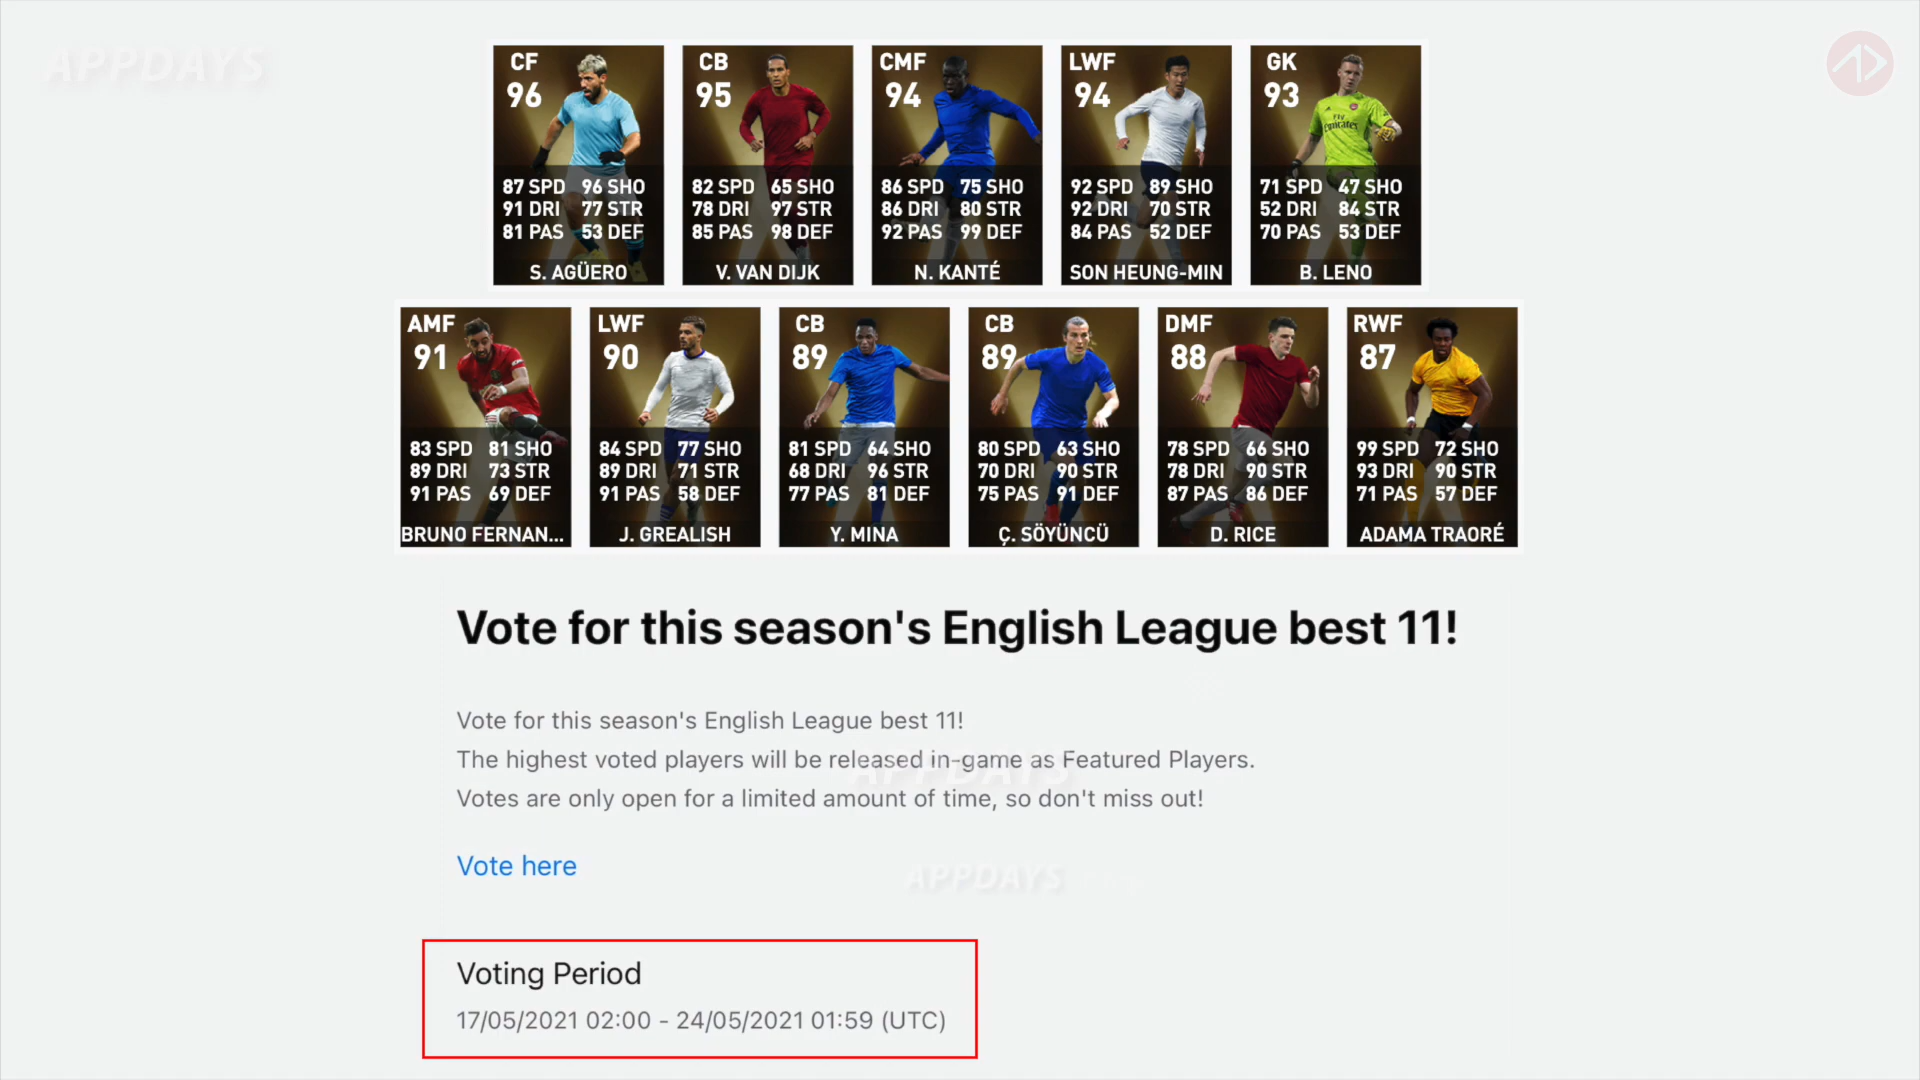 APPDAYS
CF
96
87 SPD 96 SHO
91 DRI 77 STR
81 PAS 53 DEF
S. AGÜERO
CB
95
82 SPD 65 SHO
78 DRI 97 STR
85 PAS 98 DEF
V. VAN DIJK
CMF
94
86 SPD 75 SHO
86 DRI 80 STR
92 PAS 99 DEF
N. KANTÉ
LWF
94
92 SPD 89 SHO
92 DRI 70 STR
84 PAS 52 DEF
SON HEUNG-MIN
GK
93
Fly
Emirates
71 SPD 47 SHO
52 DRI 84 STR
70 PAS 53 DEF
B. LENO
AMF
91
83 SPD 81 SHO
89 DRI 73 STR
91 PAS 69 DEF
BRUNO FERNAN...
LWF
90
84 SPD 77 SHO
89 DRI 71 STR
91 PAS 58 DEF
J. GREALISH
CB
89
81 SPD 64 SHO
68 DRI 96 STR
77 PAS 81 DEF
Y. MINA
CB
89
80 SPD 63 SHO
70 DRI 90 STR
75 PAS 91 DEF
Ç. SÖYÜNCÜ
DMF
88
78 SPD 66 SHO
78 DRI 90 STR
87 PAS 86 DEF
D. RICE
RWF
87
99 SPD 72 SHO
93 DRI 90 STR
71 PAS 57 DEF
ADAMA TRAORÉ
Vote for this season's English League best 11!
Vote for this season's English League best 11!
The highest voted players will be released in-game as Featured Players.
APPDAYS
Votes are only open for a limited amount of time, so don't miss out!
Vote here
APPDAYS
Voting Period
17/05/2021 02:00 - 24/05/2021 01:59 (UTC)